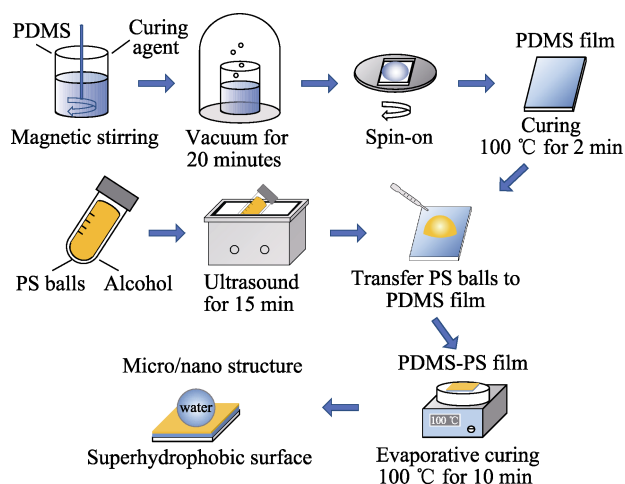 PDMS
Curing
agent
Magnetic stirring
Vacuum for
20 minutes
Spin-on
PDMS film
Curing
100 ℃ for 2 min
PS balls
Alcohol
Ultrasound
for 15 min
Transfer PS balls to
PDMS film
PDMS-PS film
100 ℃
Evaporative curing
100 ℃ for 10 min
Micro/nano structure
water
Superhydrophobic surface